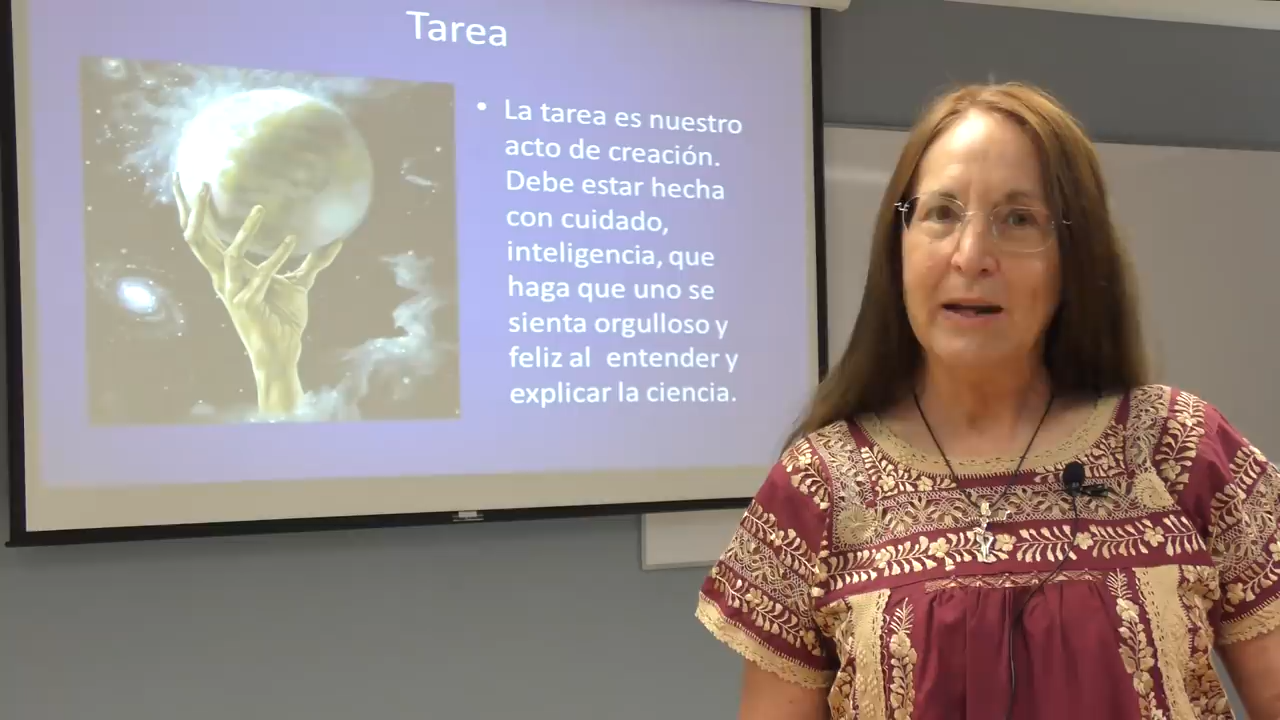 Tarea
• La tarea es nuestro
acto de creación.
Debe estar hecha
con cuidado,
inteligencia, que
haga que uno se
sienta orgulloso y
feliz al entender y
explicar la ciencia.